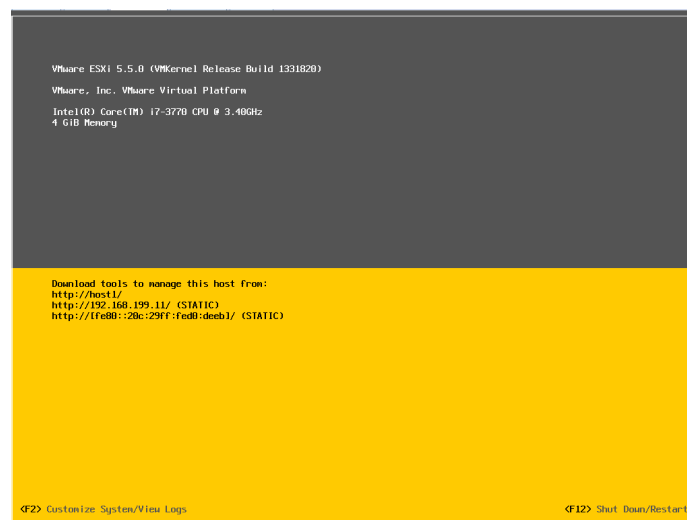 VMware ESXi 5.5.0 (VMKernel Release Build 1331820)
VMware, Inc. VMware Virtual Platform
Intel(R) Core(TM) i7-3770 CPU @ 3.40GHz
4 GiB Memory
Download tools to manage this host from:
http://host1/
http://192.168.199.11/ (STATIC)
http://[fe80::20c:29ff:fed0:deeb]/ (STATIC)
<F2> Customize System/View Logs
<F12> Shut Down/Restart